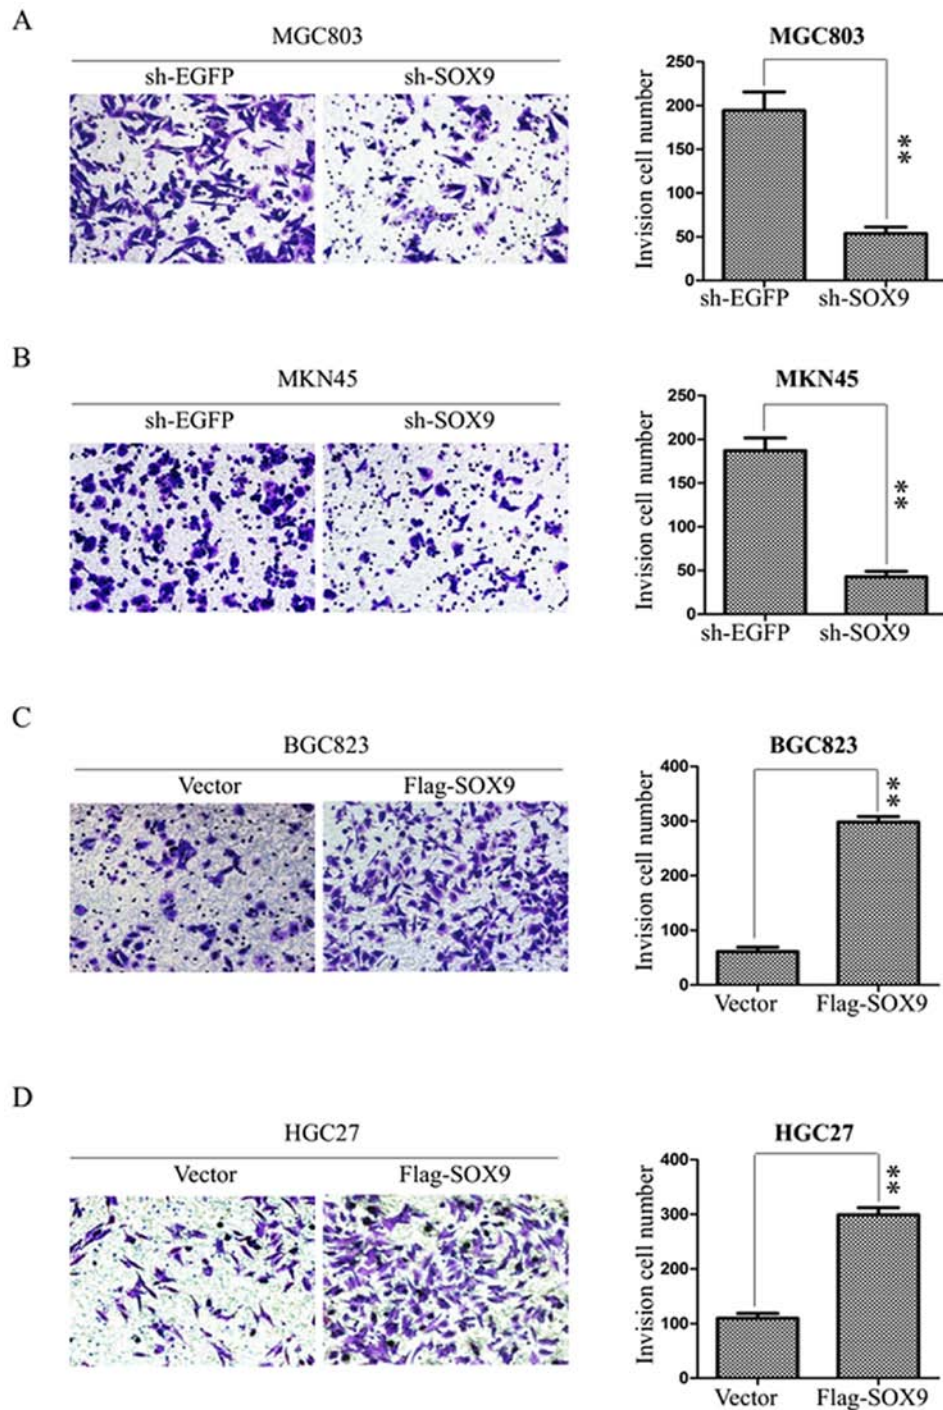 A
MGC803
sh-EGFP sh-SOX9
MGC803
Invision cell number
250
200
150
100
50
0
**
sh-EGFP sh-SOX9
B
MKN45
sh-EGFP sh-SOX9
MKN45
Invision cell number
250
200
150
100
50
0
**
sh-EGFP sh-SOX9
C
BGC823
Vector Flag-SOX9
BGC823
Invision cell number
400
300
200
100
0
**
Vector Flag-SOX9
D
HGC27
Vector Flag-SOX9
HGC27
Invision cell number
400
300
200
100
0
**
Vector Flag-SOX9